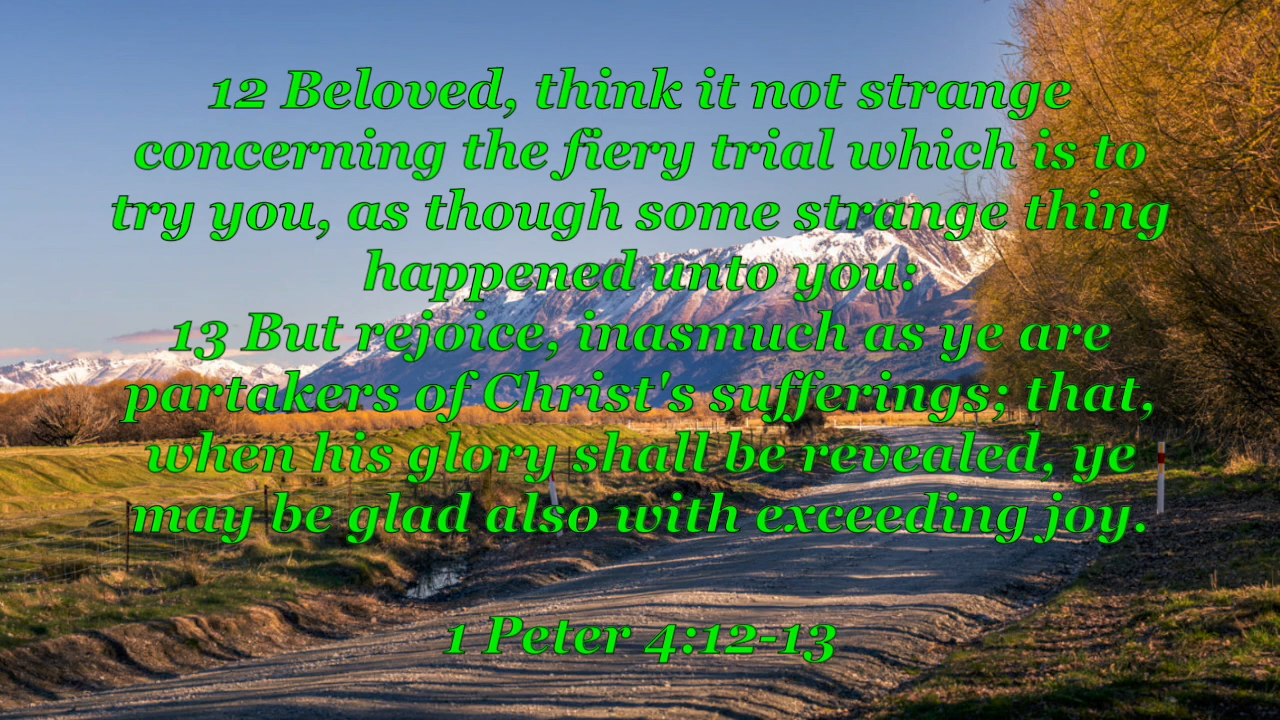 12 Beloved, think it not strange
concerning the fiery trial which is to
try you, as though some strange thing
happened unto you:
13 But rejoice, inasmuch as ye are
partakers of Christ's sufferings; that,
when his glory shall be revealed, ye
may be glad also with exceeding joy.
1 Peter 4:12-13